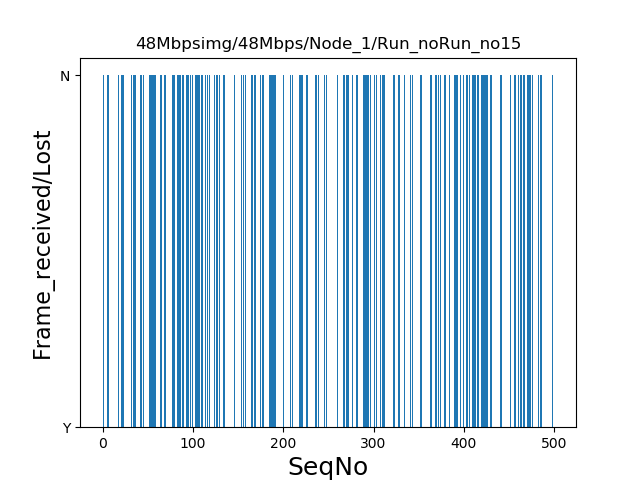 48Mbpsimg/48Mbps/Node_1/Run_noRun_no15
N
Frame_received/Lost
Y
0 100 200 300 400 500
SeqNo